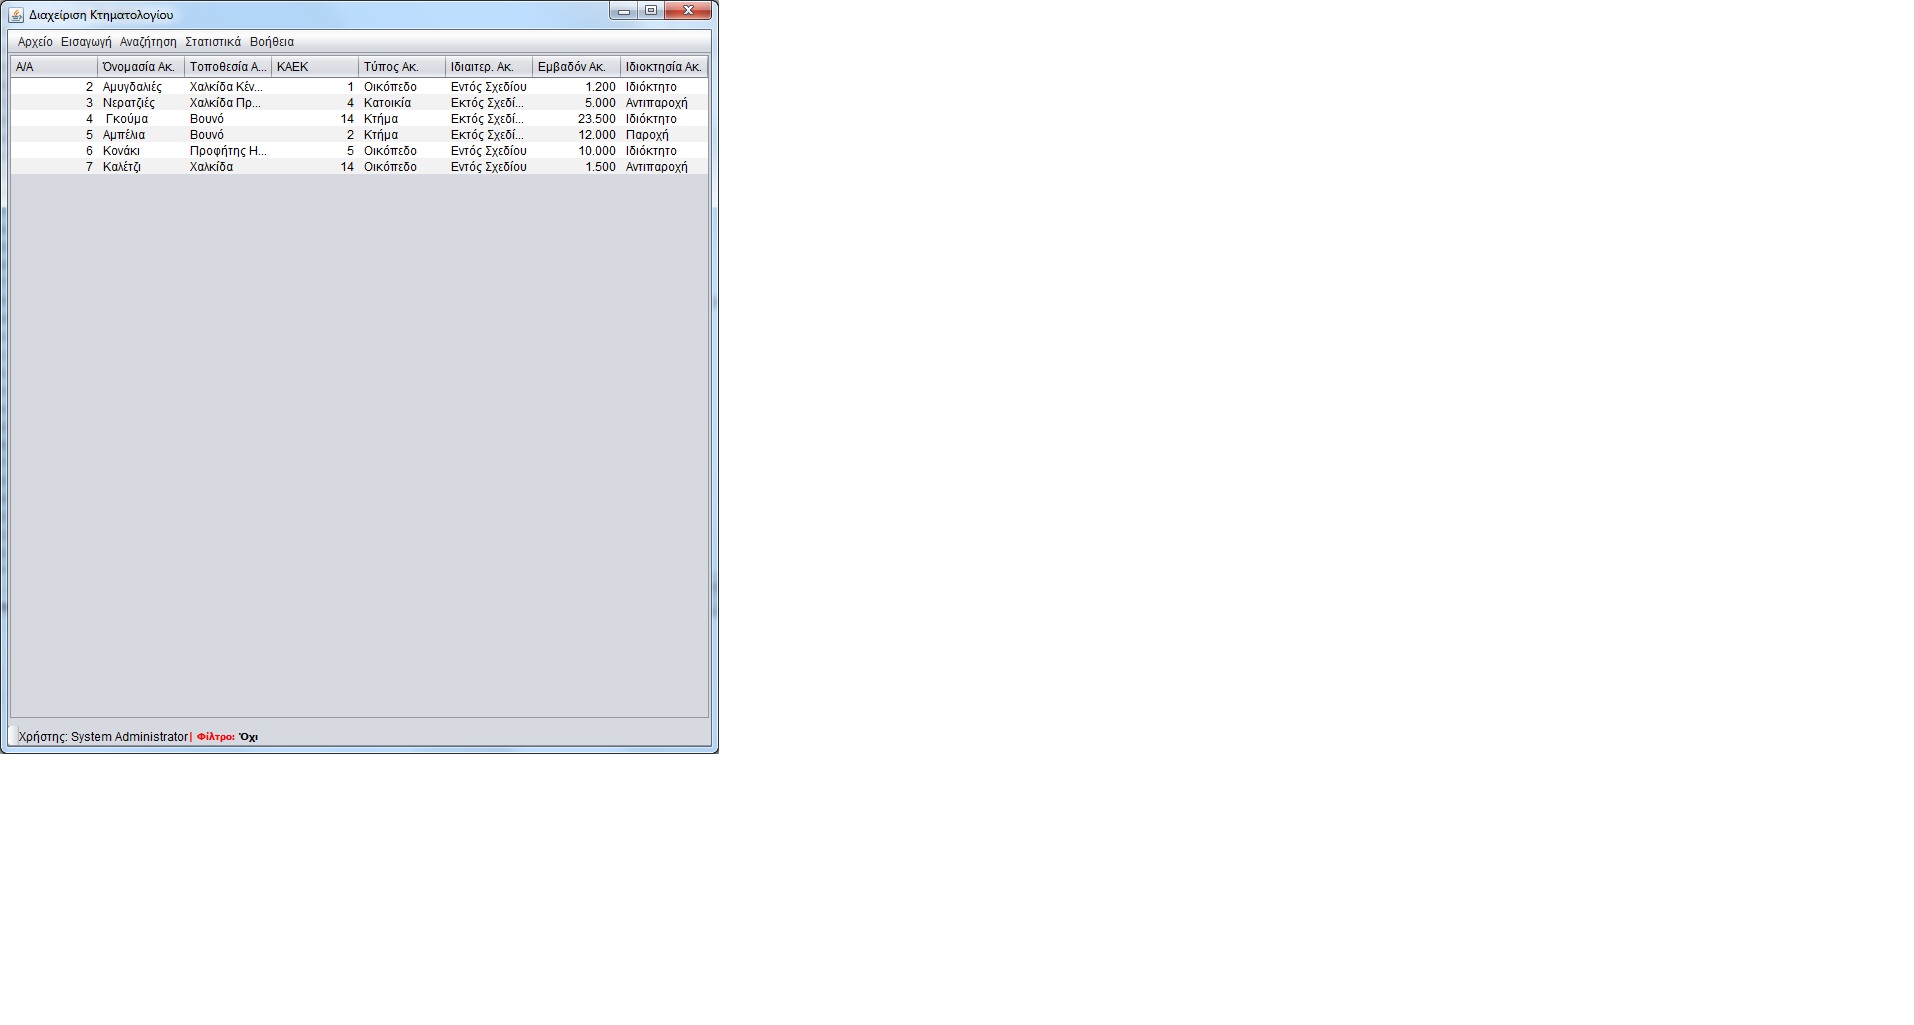 Διαχείριση Κτηματολογίου
Αρχείο Εισαγωγή Αναζήτηση Στατιστικά Βοήθεια
Α/Α Όνομασία Ακ. Τοποθεσία Α... ΚΑΕΚ Τύπος Ακ. Ιδιαιτερ. Ακ. Εμβαδόν Ακ. Ιδιοκτησία Ακ.
2 Αμυγδαλιές Χαλκίδα Κέν... 1 Οικόπεδο Εντός Σχεδίου 1.200 Ιδιόκτητο
3 Νερατζιές Χαλκίδα Πρ... 4 Κατοικία Εκτός Σχεδί... 5.000 Αντιπαροχή
4 Γκούμα Βουνό 14 Κτήμα Εκτός Σχεδί... 23.500 Ιδιόκτητο
5 Αμπέλια Βουνό 2 Κτήμα Εκτός Σχεδί... 12.000 Παροχή
6 Κονάκι Προφήτης Η... 5 Οικόπεδο Εντός Σχεδίου 10.000 Ιδιόκτητο
7 Καλέτζι Χαλκίδα 14 Οικόπεδο Εντός Σχεδίου 1.500 Αντιπαροχή
Χρήστης: System Administrator| Φίλτρο: Όχι